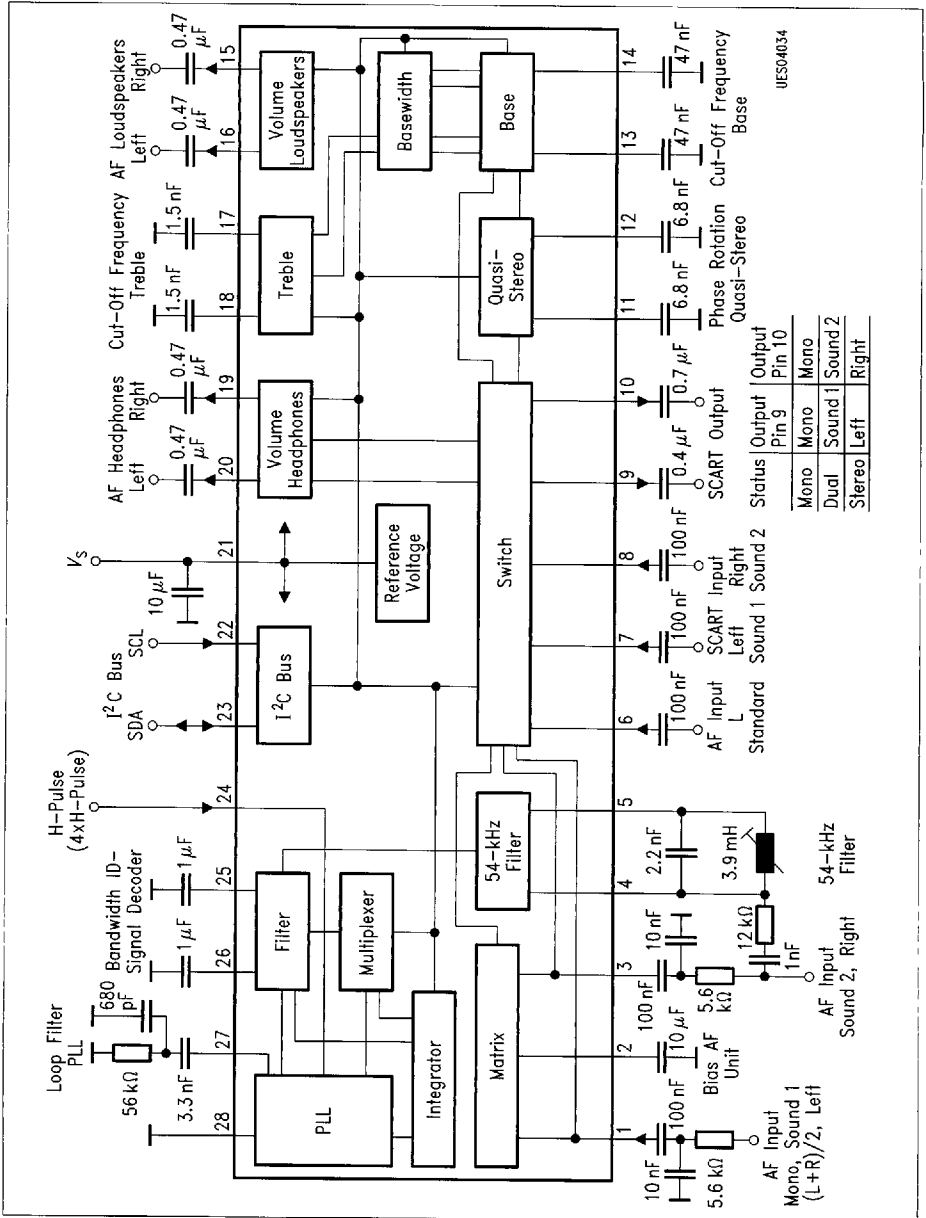 Loop Filter
PLL
56 kΩ
680
pF
3.3 nF
Bandwidth ID-
Signal Decoder
1 µF
1 µF
H-Pulse
(4xH-Pulse)
I²C Bus
SDA
SCL
10 µF
V_S
AF Headphones
Left
Right
0.47
µF
0.47
µF
Cut-Off Frequency
Treble
1.5 nF
1.5 nF
AF Loudspeakers
Left
Right
0.47
µF
0.47
µF
28
27
26
25
24
23
22
21
20
19
18
17
16
15
PLL
Filter
Multiplexer
Integrator
I²C Bus
Reference
Voltage
Volume
Headphones
Treble
Volume
Loudspeakers
Basewidth
Matrix
54-kHz
Filter
Switch
Quasi-
Stereo
Base
1
2
3
4
5
6
7
8
9
10
11
12
13
14
10 nF
100 nF
5.6 kΩ
AF Input
Mono, Sound 1
(L+R)/2, Left
10 µF
Bias AF
Unit
100 nF
10 nF
5.6
kΩ
12 kΩ
1nF
AF Input
Sound 2, Right
2.2 nF
3.9 mH
54-kHz
Filter
100 nF
AF Input
L
Standard
100 nF
100 nF
SCART Input
Left Right
Sound 1 Sound 2
0.4 µF
0.7 µF
SCART Output
6.8 nF
6.8 nF
Phase Rotation
Quasi-Stereo
47 nF
47 nF
Cut-Off Frequency
Base
Status Output Output
Pin 9 Pin 10
Mono Mono Mono
Dual Sound 1 Sound 2
Stereo Left Right
UES04034